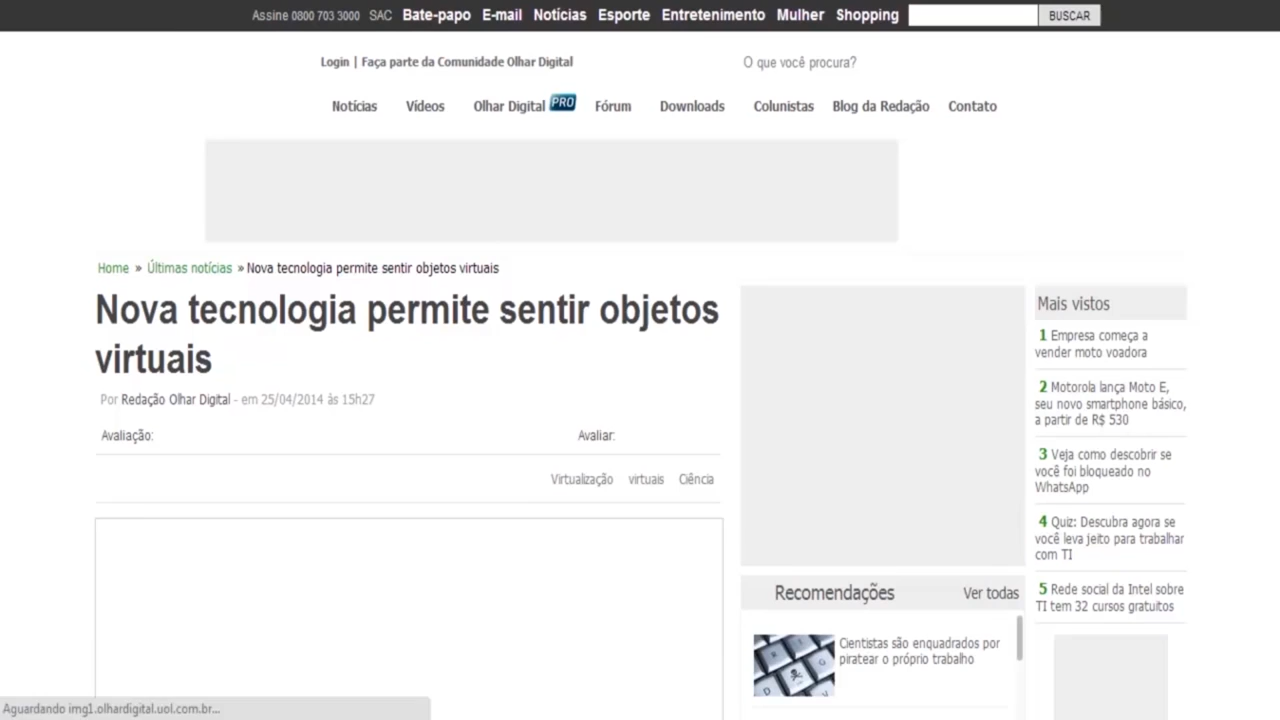 Assine 0800 703 3000 SAC Bate-papo E-mail Notícias Esporte Entretenimento Mulher Shopping BUSCAR
Login | Faça parte da Comunidade Olhar Digital
O que você procura?
Notícias Vídeos Olhar Digital PRO Fórum Downloads Colunistas Blog da Redação Contato
Home » Últimas notícias » Nova tecnologia permite sentir objetos virtuais
Nova tecnologia permite sentir objetos
virtuais
Por Redação Olhar Digital - em 25/04/2014 às 15h27
Avaliação: Avaliar:
Virtualização virtuais Ciência
Recomendações Ver todas
Cientistas são enquadrados por
piratear o próprio trabalho
Mais vistos
1 Empresa começa a
vender moto voadora
2 Motorola lança Moto E,
seu novo smartphone básico,
a partir de R$ 530
3 Veja como descobrir se
você foi bloqueado no
WhatsApp
4 Quiz: Descubra agora se
você leva jeito para trabalhar
com TI
5 Rede social da Intel sobre
TI tem 32 cursos gratuitos
Aguardando img1.olhardigital.uol.com.br...